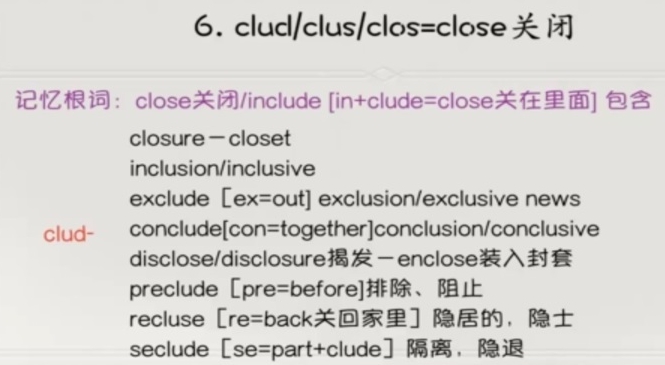 6. clud/clus/clos=close关闭
记忆根词：close关闭/include [in+clude=close关在里面] 包含
closure－closet
inclusion/inclusive
exclude［ex=out] exclusion/exclusive news
clud-
conclude[con=together]conclusion/conclusive
disclose/disclosure揭发－enclose装入封套
preclude［pre=before]排除、阻止
recluse［re=back关回家里］隐居的，隐士
seclude［se=part+clude］隔离，隐退